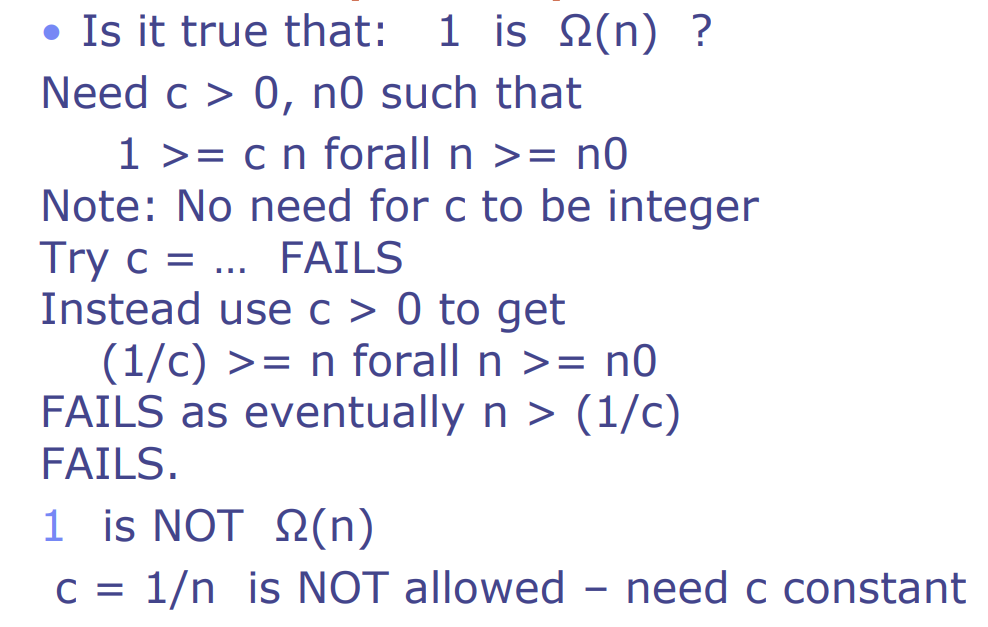 • Is it true that: 1 is Ω(n) ?
Need c > 0, n0 such that
1 >= c n forall n >= n0
Note: No need for c to be integer
Try c = … FAILS
Instead use c > 0 to get
(1/c) >= n forall n >= n0
FAILS as eventually n > (1/c)
FAILS.
1 is NOT Ω(n)
c = 1/n is NOT allowed – need c constant